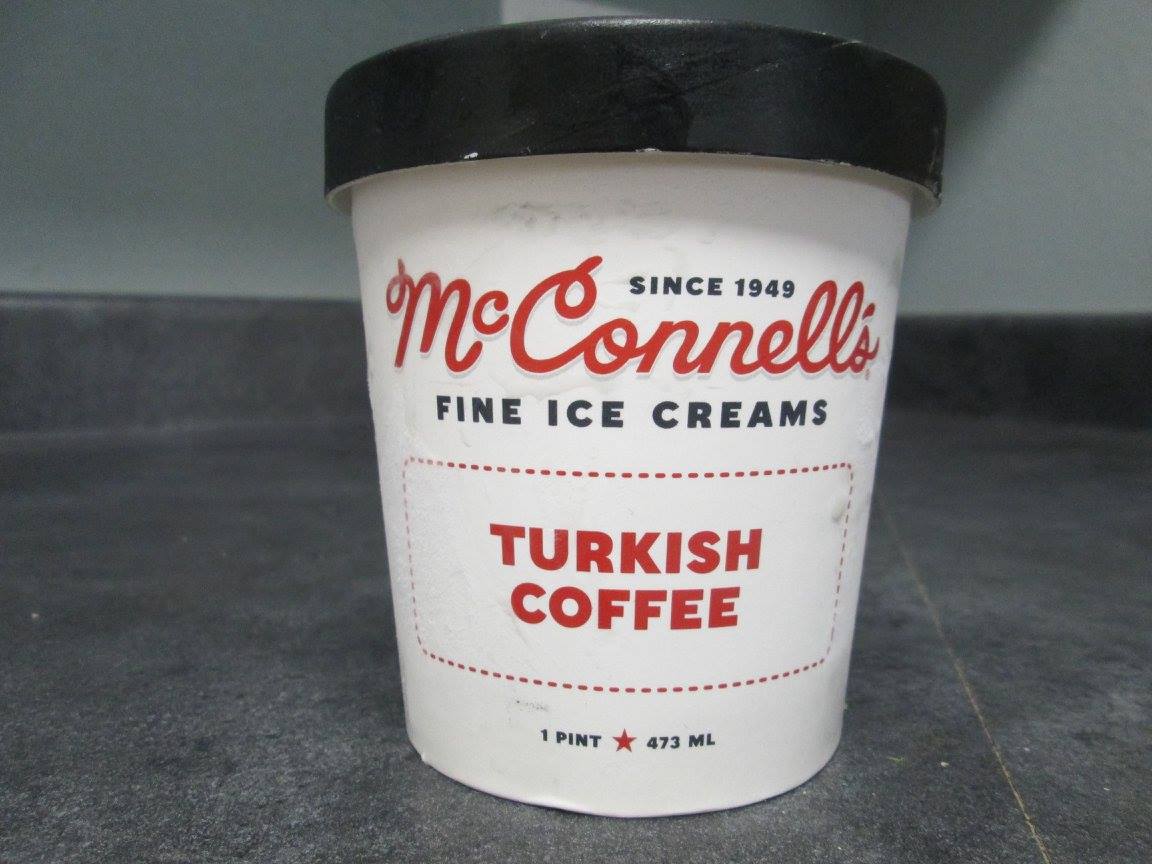 SINCE 1949
McConnell's
FINE ICE CREAMS
TURKISH
COFFEE
1 PINT ★ 473 ML